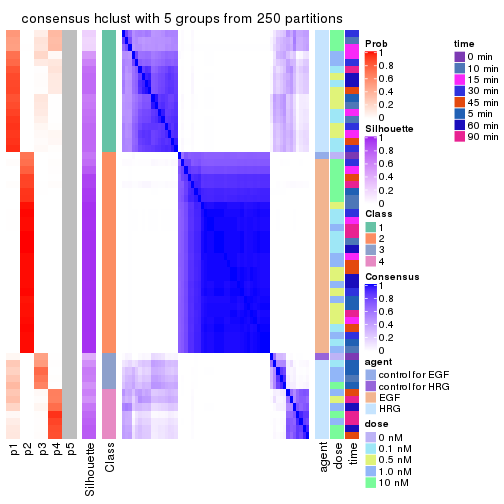 consensus hclust with 5 groups from 250 partitions
Prob
1
0.8
0.6
0.4
0.2
0
time
0 min
10 min
15 min
30 min
45 min
5 min
60 min
90 min
Silhouette
1
0.8
0.6
0.4
0.2
0
Class
1
2
3
4
Consensus
1
0.8
0.6
0.4
0.2
0
agent
control for EGF
control for HRG
EGF
HRG
dose
0 nM
0.1 nM
0.5 nM
1.0 nM
10 nM
p1
p2
p3
p4
p5
Silhouette
Class
agent
dose
time